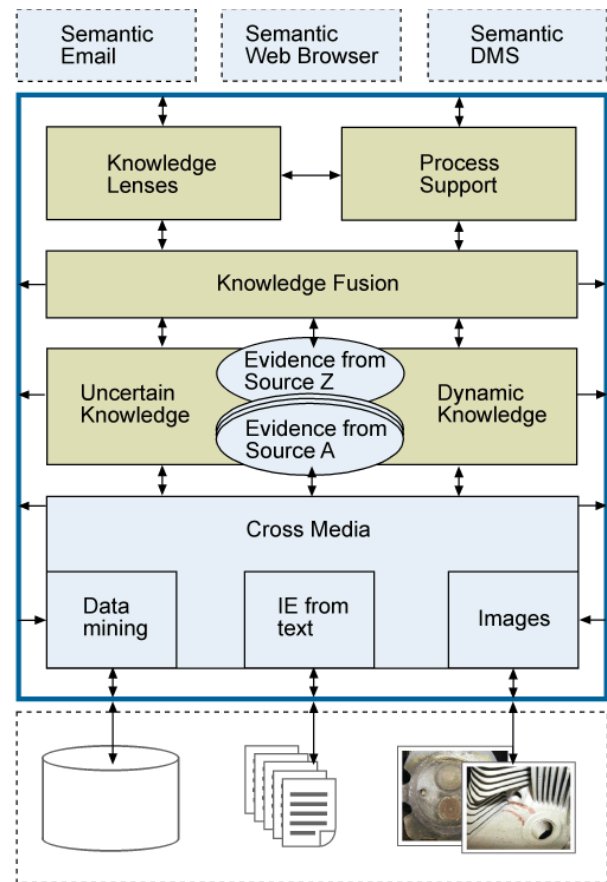 Semantic
Email
Semantic
Web Browser
Semantic
DMS
Knowledge
Lenses
Process
Support
Knowledge Fusion
Evidence from
Source Z
Uncertain
Knowledge
Dynamic
Knowledge
Evidence from
Source A
Cross Media
Data
mining
IE from
text
Images